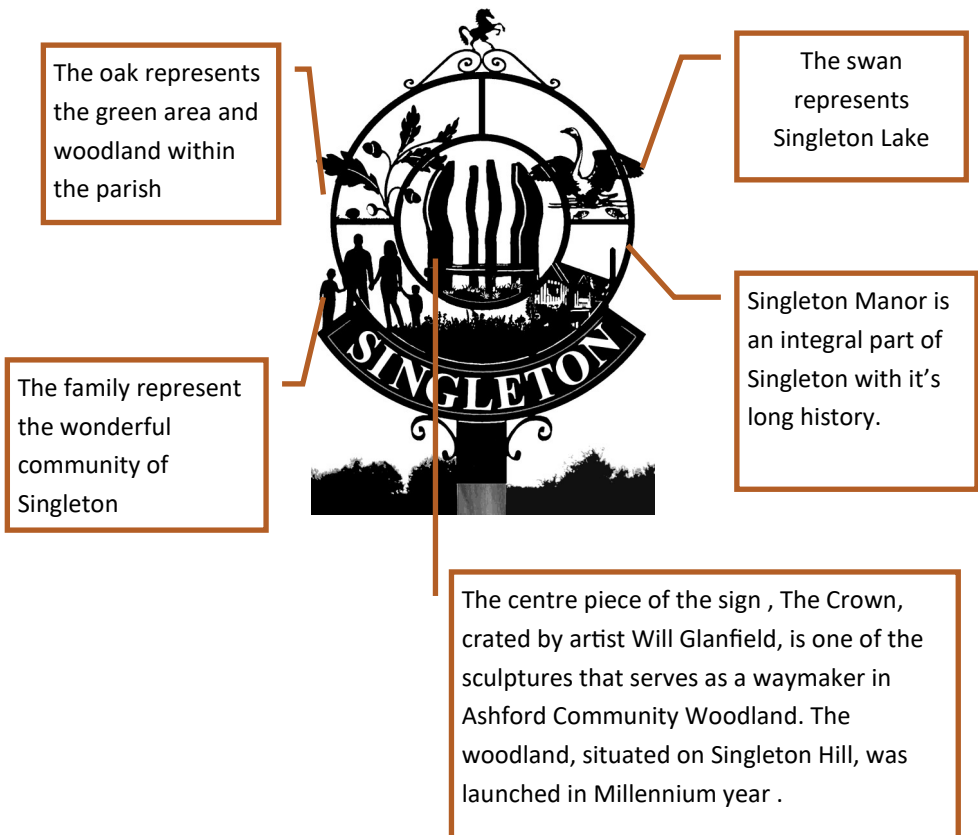 The oak represents
the green area and
woodland within
the parish
The swan
represents
Singleton Lake
Singleton Manor is
an integral part of
Singleton with it’s
long history.
The family represent
the wonderful
community of
Singleton
SINGLETON
The centre piece of the sign , The Crown,
crated by artist Will Glanfield, is one of the
sculptures that serves as a waymaker in
Ashford Community Woodland. The
woodland, situated on Singleton Hill, was
launched in Millennium year .